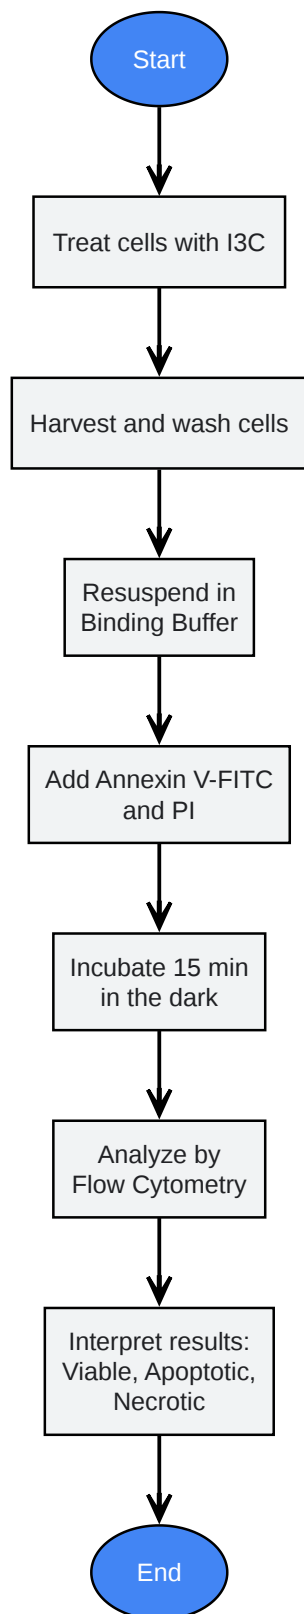 Start
Treat cells with I3C
Harvest and wash cells
Resuspend in
Binding Buffer
Add Annexin V-FITC
and PI
Incubate 15 min
in the dark
Analyze by
Flow Cytometry
Interpret results:
Viable, Apoptotic,
Necrotic
End